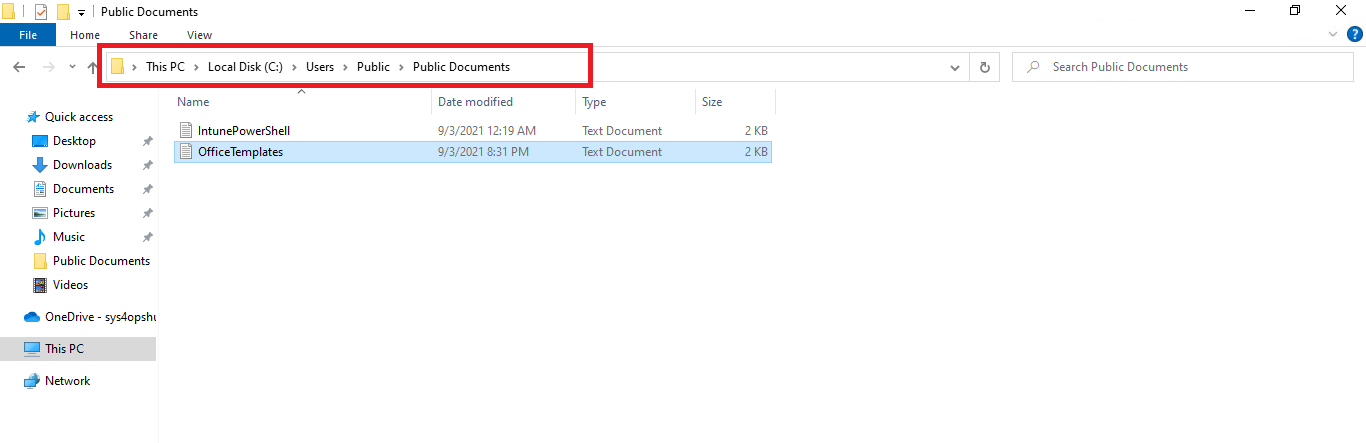 Public Documents
File Home Share View
This PC Local Disk (C:) Users Public Public Documents
Search Public Documents
Name Date modified Type Size
Quick access
Desktop
Downloads
Documents
Pictures
Music
Public Documents
Videos
OneDrive - sys4opshu
This PC
Network
IntunePowerShell 9/3/2021 12:19 AM Text Document 2 KB
OfficeTemplates 9/3/2021 8:31 PM Text Document 2 KB